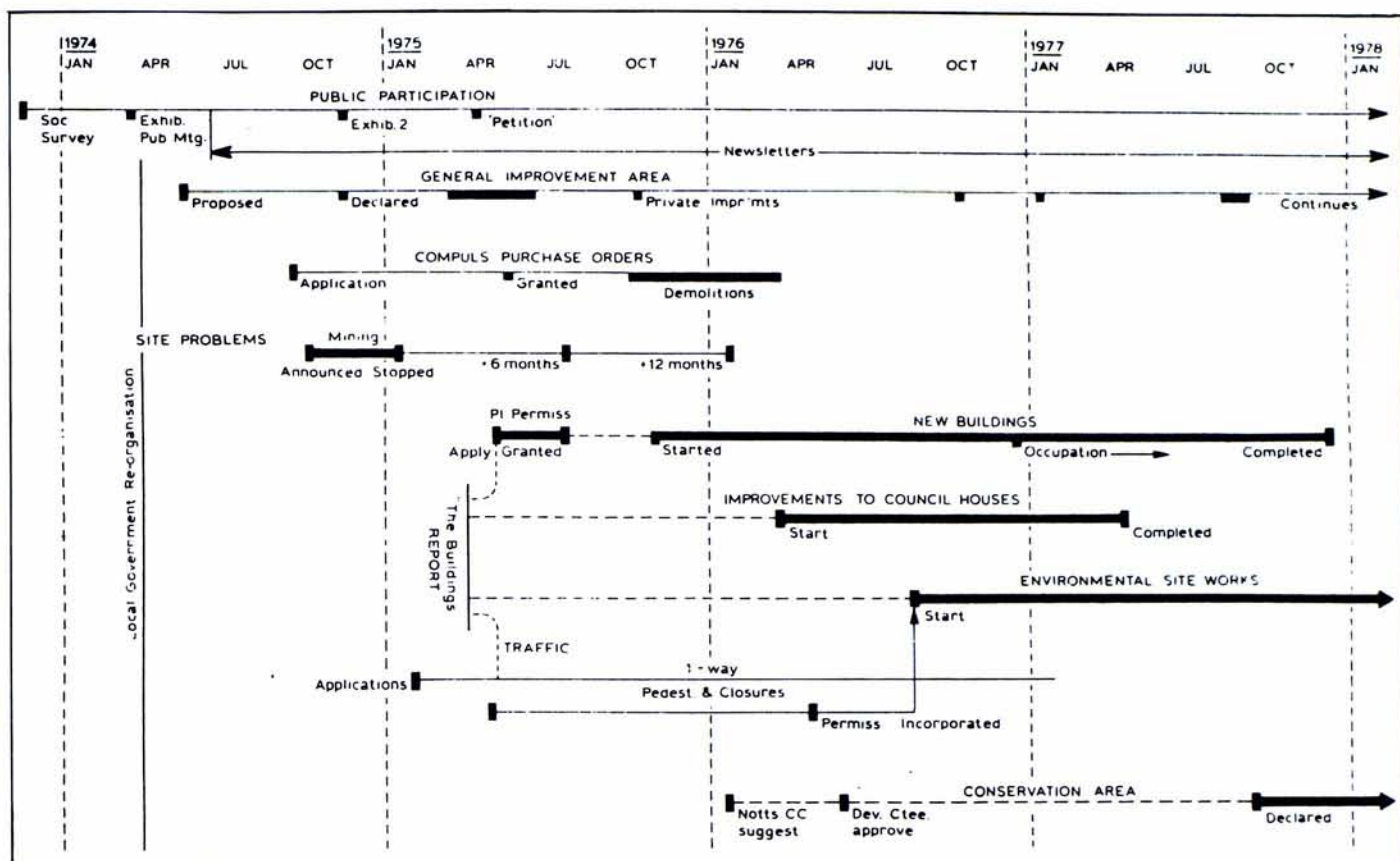 1974 1975 1976 1977 1978
JAN APR JUL OCT JAN APR JUL OCT JAN APR JUL OCT JAN APR JUL OCT JAN
PUBLIC PARTICIPATION
Soc Survey
Exhib. Pub Mtg.
Exhib. 2
'Petition'
Newsletters
GENERAL IMPROVEMENT AREA
Proposed Declared Private Impr'mts Continues
COMPULS PURCHASE ORDERS
Application Granted
Demolitions
SITE PROBLEMS Mining
Announced Stopped +6 months +12 months
Local Government Re-organisation
Pl Permiss
NEW BUILDINGS
Apply Granted Started Occupation Completed
The Buildings
REPORT
IMPROVEMENTS TO COUNCIL HOUSES
Start Completed
ENVIRONMENTAL SITE WORKS
Start
TRAFFIC
Applications 1-way
Pedest. & Closures
Permiss Incorporated
CONSERVATION AREA
Notts CC
suggest
Dev. Ctee.
approve
Declared